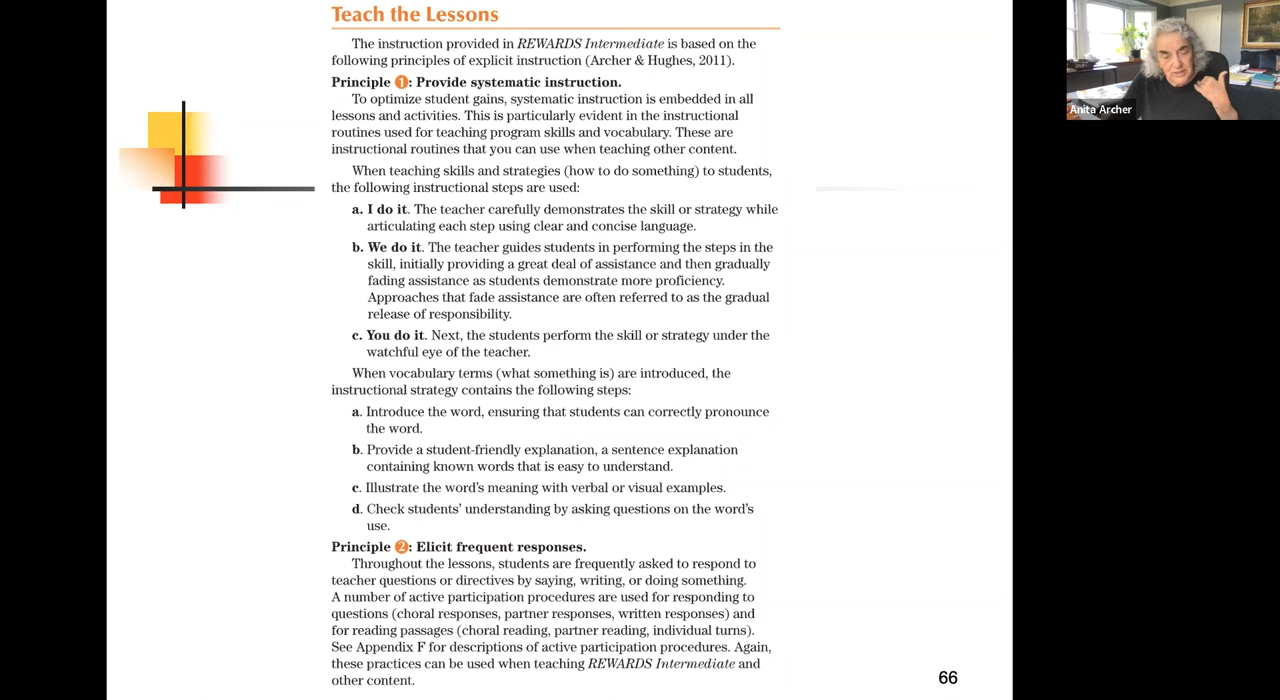 Teach the Lessons
The instruction provided in REWARDS Intermediate is based on the
following principles of explicit instruction (Archer & Hughes, 2011).
Principle 1: Provide systematic instruction.
To optimize student gains, systematic instruction is embedded in all
lessons and activities. This is particularly evident in the instructional
routines used for teaching program skills and vocabulary. These are
instructional routines that you can use when teaching other content.
When teaching skills and strategies (how to do something) to students,
the following instructional steps are used:
a. I do it. The teacher carefully demonstrates the skill or strategy while
articulating each step using clear and concise language.
b. We do it. The teacher guides students in performing the steps in the
skill, initially providing a great deal of assistance and then gradually
fading assistance as students demonstrate more proficiency.
Approaches that fade assistance are often referred to as the gradual
release of responsibility.
c. You do it. Next, the students perform the skill or strategy under the
watchful eye of the teacher.
When vocabulary terms (what something is) are introduced, the
instructional strategy contains the following steps:
a. Introduce the word, ensuring that students can correctly pronounce
the word.
b. Provide a student-friendly explanation, a sentence explanation
containing known words that is easy to understand.
c. Illustrate the word's meaning with verbal or visual examples.
d. Check students' understanding by asking questions on the word's
use.
Principle 2: Elicit frequent responses.
Throughout the lessons, students are frequently asked to respond to
teacher questions or directives by saying, writing, or doing something.
A number of active participation procedures are used for responding to
questions (choral responses, partner responses, written responses) and
for reading passages (choral reading, partner reading, individual turns).
See Appendix F for descriptions of active participation procedures. Again,
these practices can be used when teaching REWARDS Intermediate and
other content.
66
Anita Archer